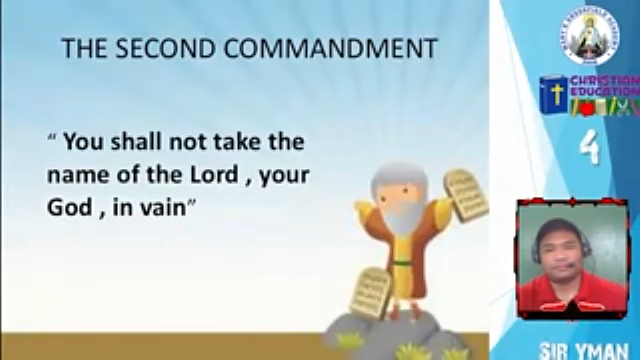 THE SECOND COMMANDMENT
“ You shall not take the
name of the Lord , your
God , in vain”
CHRISTIAN
EDUCATION
4
SIR YMAN